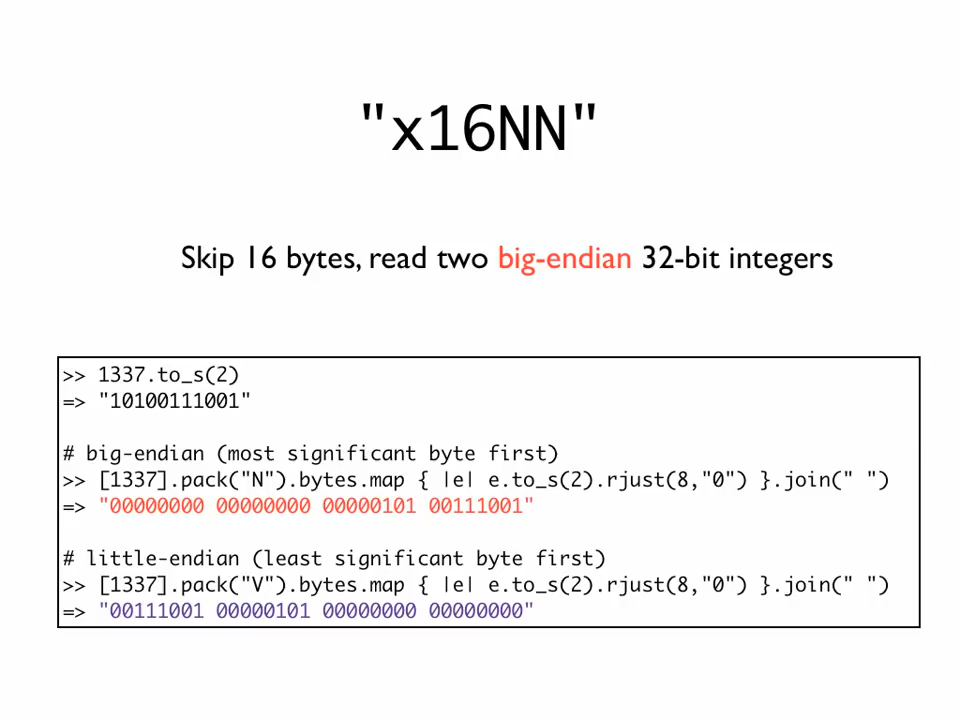 "x16NN"
Skip 16 bytes, read two big-endian 32-bit integers
>> 1337.to_s(2)
=> "10100111001"
# big-endian (most significant byte first)
>> [1337].pack("N").bytes.map { |e| e.to_s(2).rjust(8,"0") }.join(" ")
=> "00000000 00000000 00000101 00111001"
# little-endian (least significant byte first)
>> [1337].pack("V").bytes.map { |e| e.to_s(2).rjust(8,"0") }.join(" ")
=> "00111001 00000101 00000000 00000000"